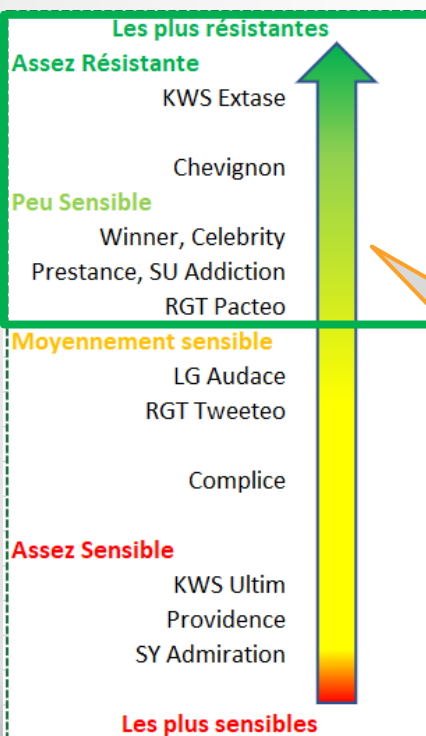 Les plus résistantes
Assez Résistante
KWS Extase
Chevignon
Peu Sensible
Winner, Celebrity
Prestance, SU Addiction
RGT Pacteo
Moyennement sensible
LG Audace
RGT Tweeteo
Complice
Assez Sensible
KWS Ultim
Providence
SY Admiration
Les plus sensibles